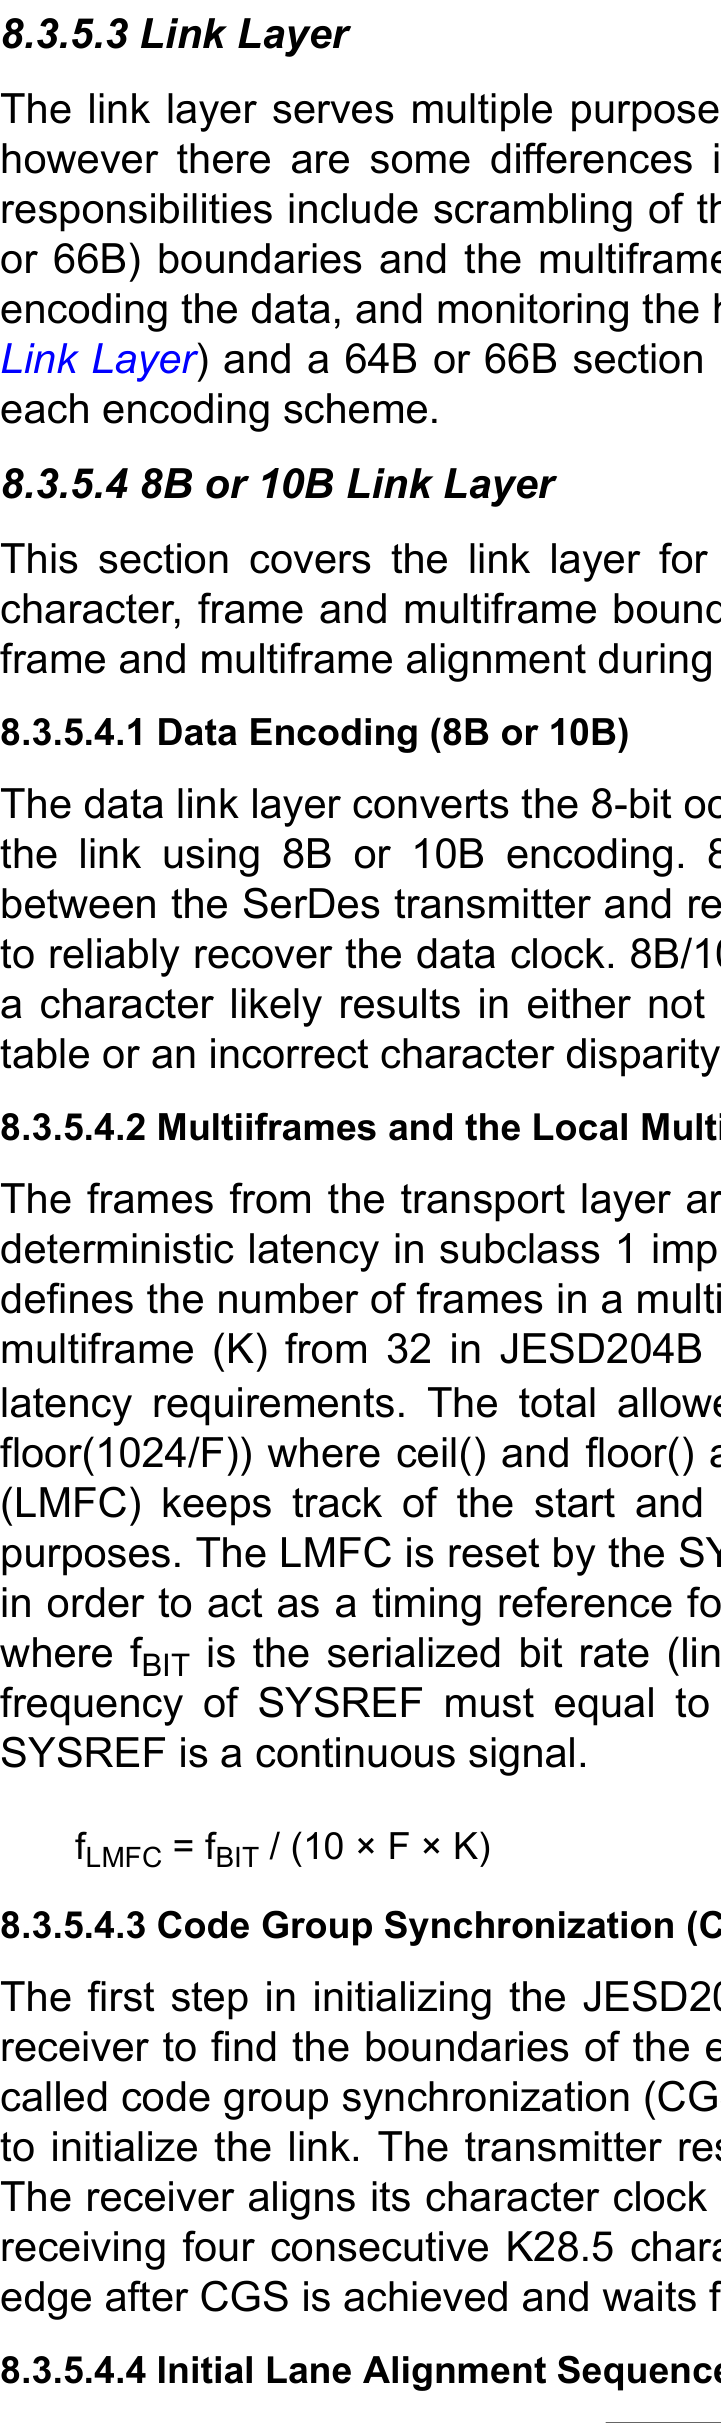 8.3.5.3 Link Layer
The link layer serves multiple purpose
however there are some differences i
responsibilities include scrambling of th
or 66B) boundaries and the multiframe
encoding the data, and monitoring the h
Link Layer) and a 64B or 66B section
each encoding scheme.
8.3.5.4 8B or 10B Link Layer
This section covers the link layer for
character, frame and multiframe bound
frame and multiframe alignment during
8.3.5.4.1 Data Encoding (8B or 10B)
The data link layer converts the 8-bit oc
the link using 8B or 10B encoding. 8
between the SerDes transmitter and re
to reliably recover the data clock. 8B/10
a character likely results in either not
table or an incorrect character disparity
8.3.5.4.2 Multiiframes and the Local Multi
The frames from the transport layer ar
deterministic latency in subclass 1 imp
defines the number of frames in a multi
multiframe (K) from 32 in JESD204B
latency requirements. The total allowe
floor(1024/F)) where ceil() and floor() a
(LMFC) keeps track of the start and
purposes. The LMFC is reset by the SY
in order to act as a timing reference fo
where fBIT is the serialized bit rate (lin
frequency of SYSREF must equal to
SYSREF is a continuous signal.
fLMFC = fBIT / (10 × F × K)
8.3.5.4.3 Code Group Synchronization (C
The first step in initializing the JESD20
receiver to find the boundaries of the e
called code group synchronization (CG
to initialize the link. The transmitter res
The receiver aligns its character clock
receiving four consecutive K28.5 chara
edge after CGS is achieved and waits f
8.3.5.4.4 Initial Lane Alignment Sequence